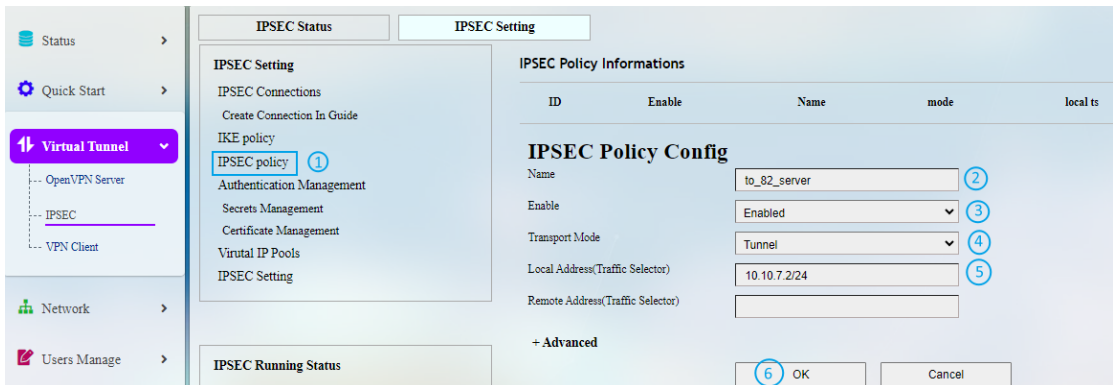 Status
Quick Start
Virtual Tunnel
OpenVPN Server
IPSEC
VPN Client
Network
Users Manage
IPSEC Status
IPSEC Setting
IPSEC Setting
IPSEC Connections
Create Connection In Guide
IKE policy
IPSEC policy 1
Authentication Management
Secrets Management
Certificate Management
Virutal IP Pools
IPSEC Setting
IPSEC Running Status
IPSEC Policy Informations
ID Enable Name mode local ts
IPSEC Policy Config
Name to_82_server 2
Enable Enabled 3
Transport Mode Tunnel 4
Local Address(Traffic Selector) 10.10.7.2/24 5
Remote Address(Traffic Selector)
+ Advanced
6 OK Cancel